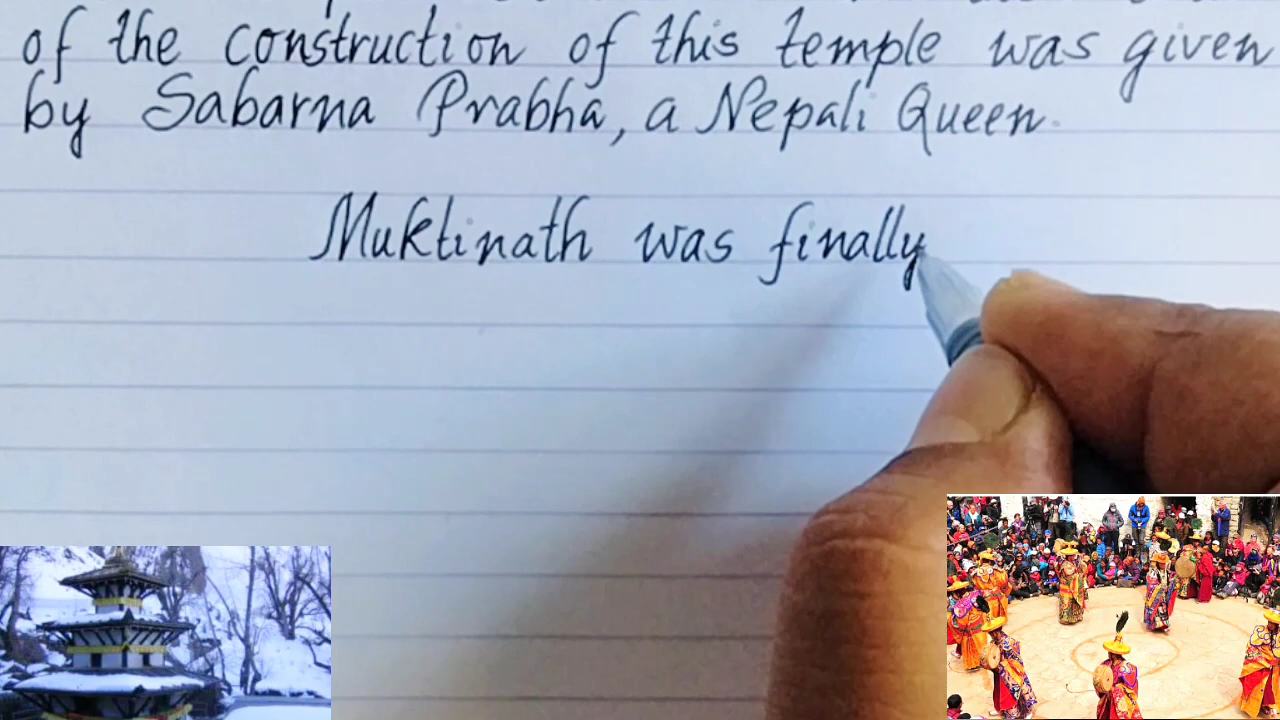 of the construction of this temple was given
by Sabarna Prabha, a Nepali Queen.
Muktinath was finally